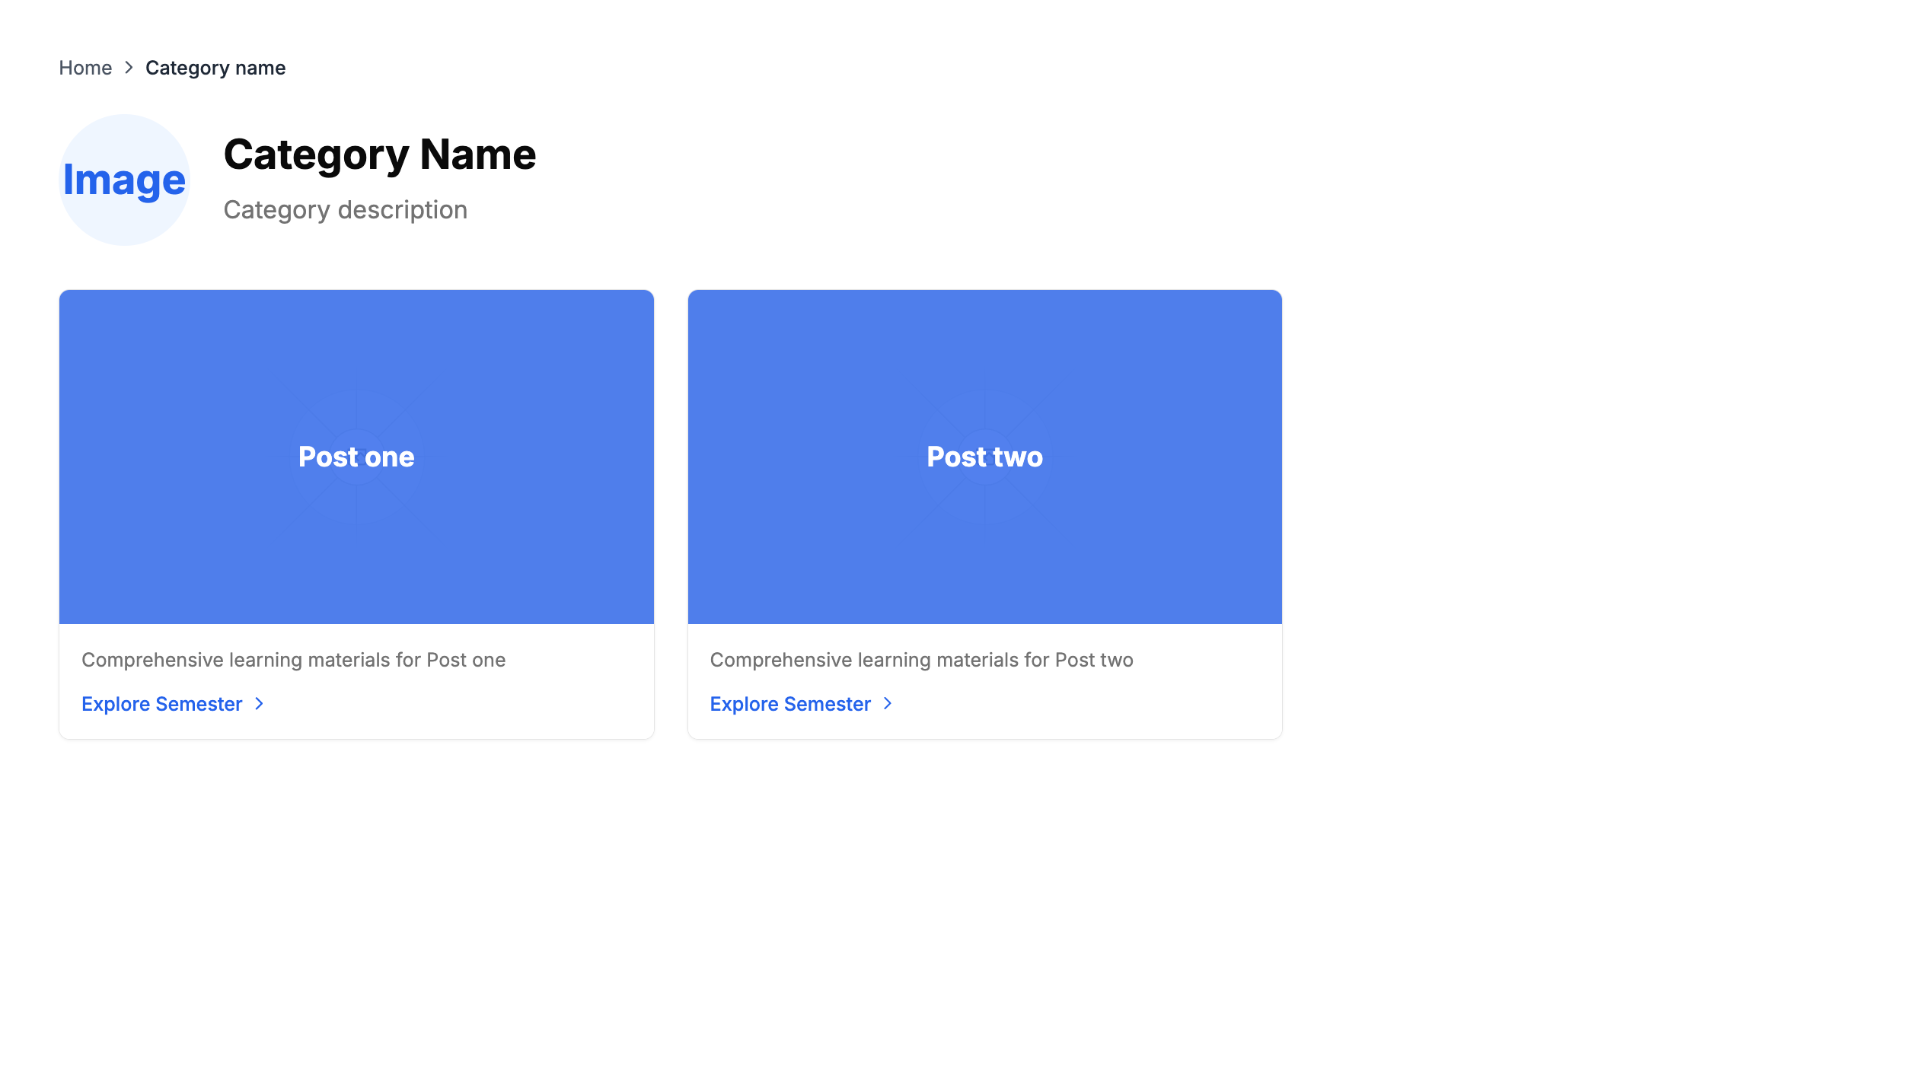 Home > Category name
Image
Category Name
Category description
Post one
Post two
Comprehensive learning materials for Post one
Explore Semester >
Comprehensive learning materials for Post two
Explore Semester >